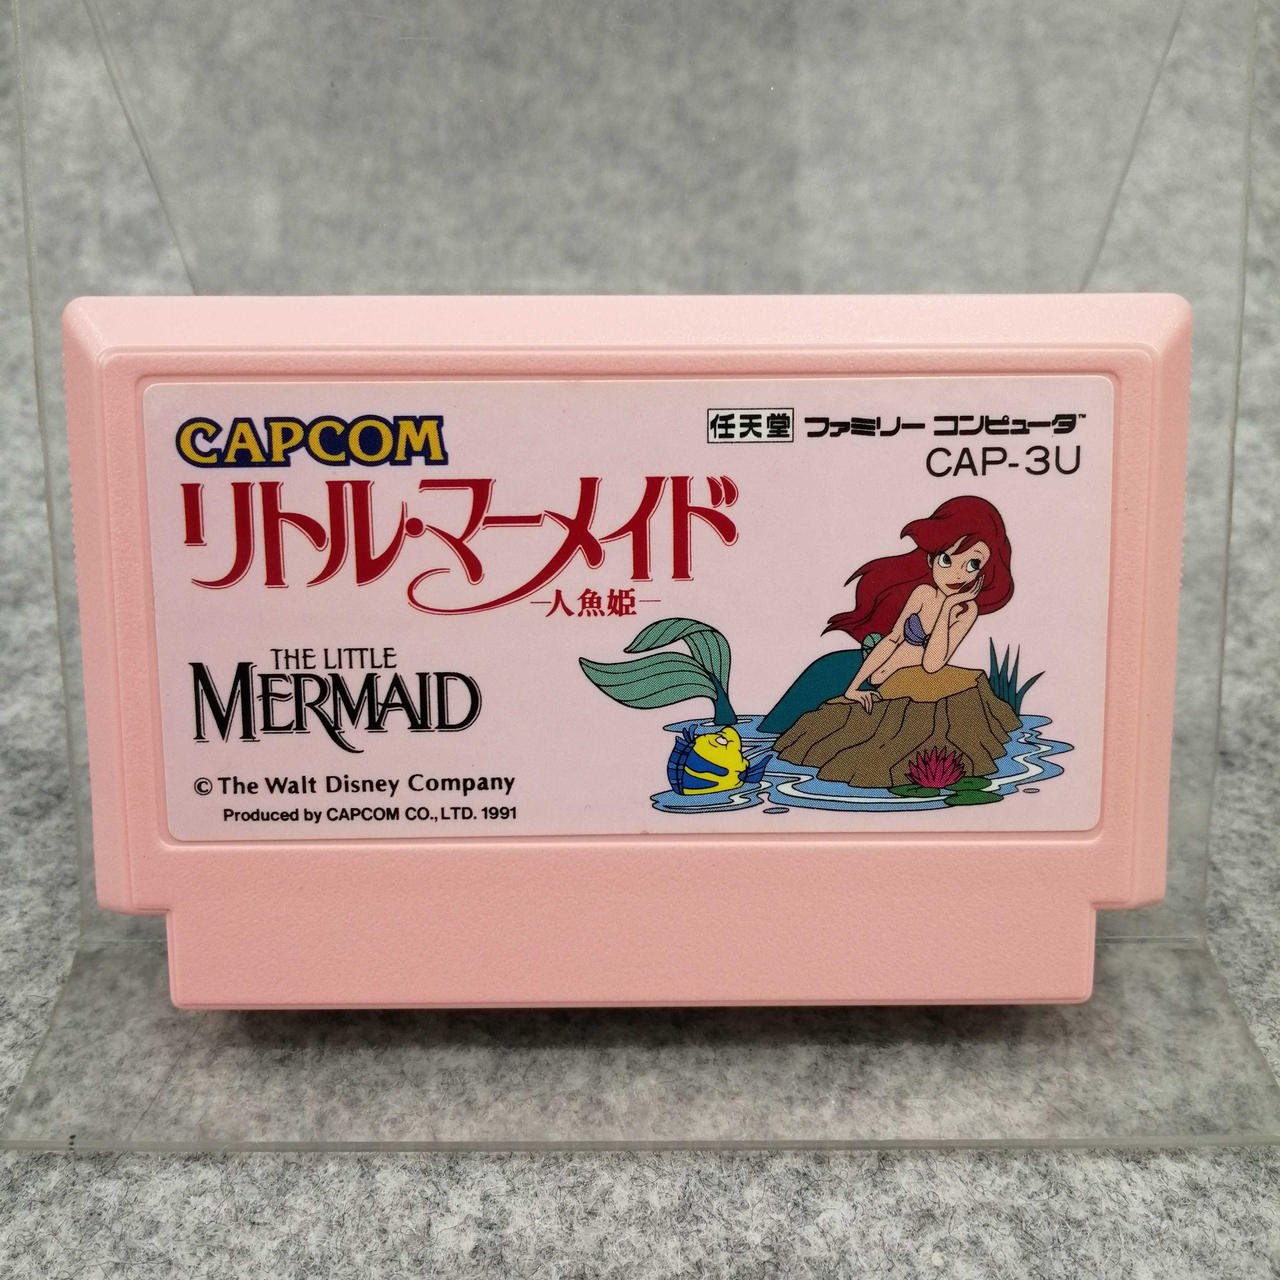 CAPCOM
任天堂 ファミリー コンピュータ™
CAP-3U
リトル・マーメイド
—人魚姫—
THE LITTLE
MERMAID
© The Walt Disney Company
Produced by CAPCOM CO., LTD. 1991